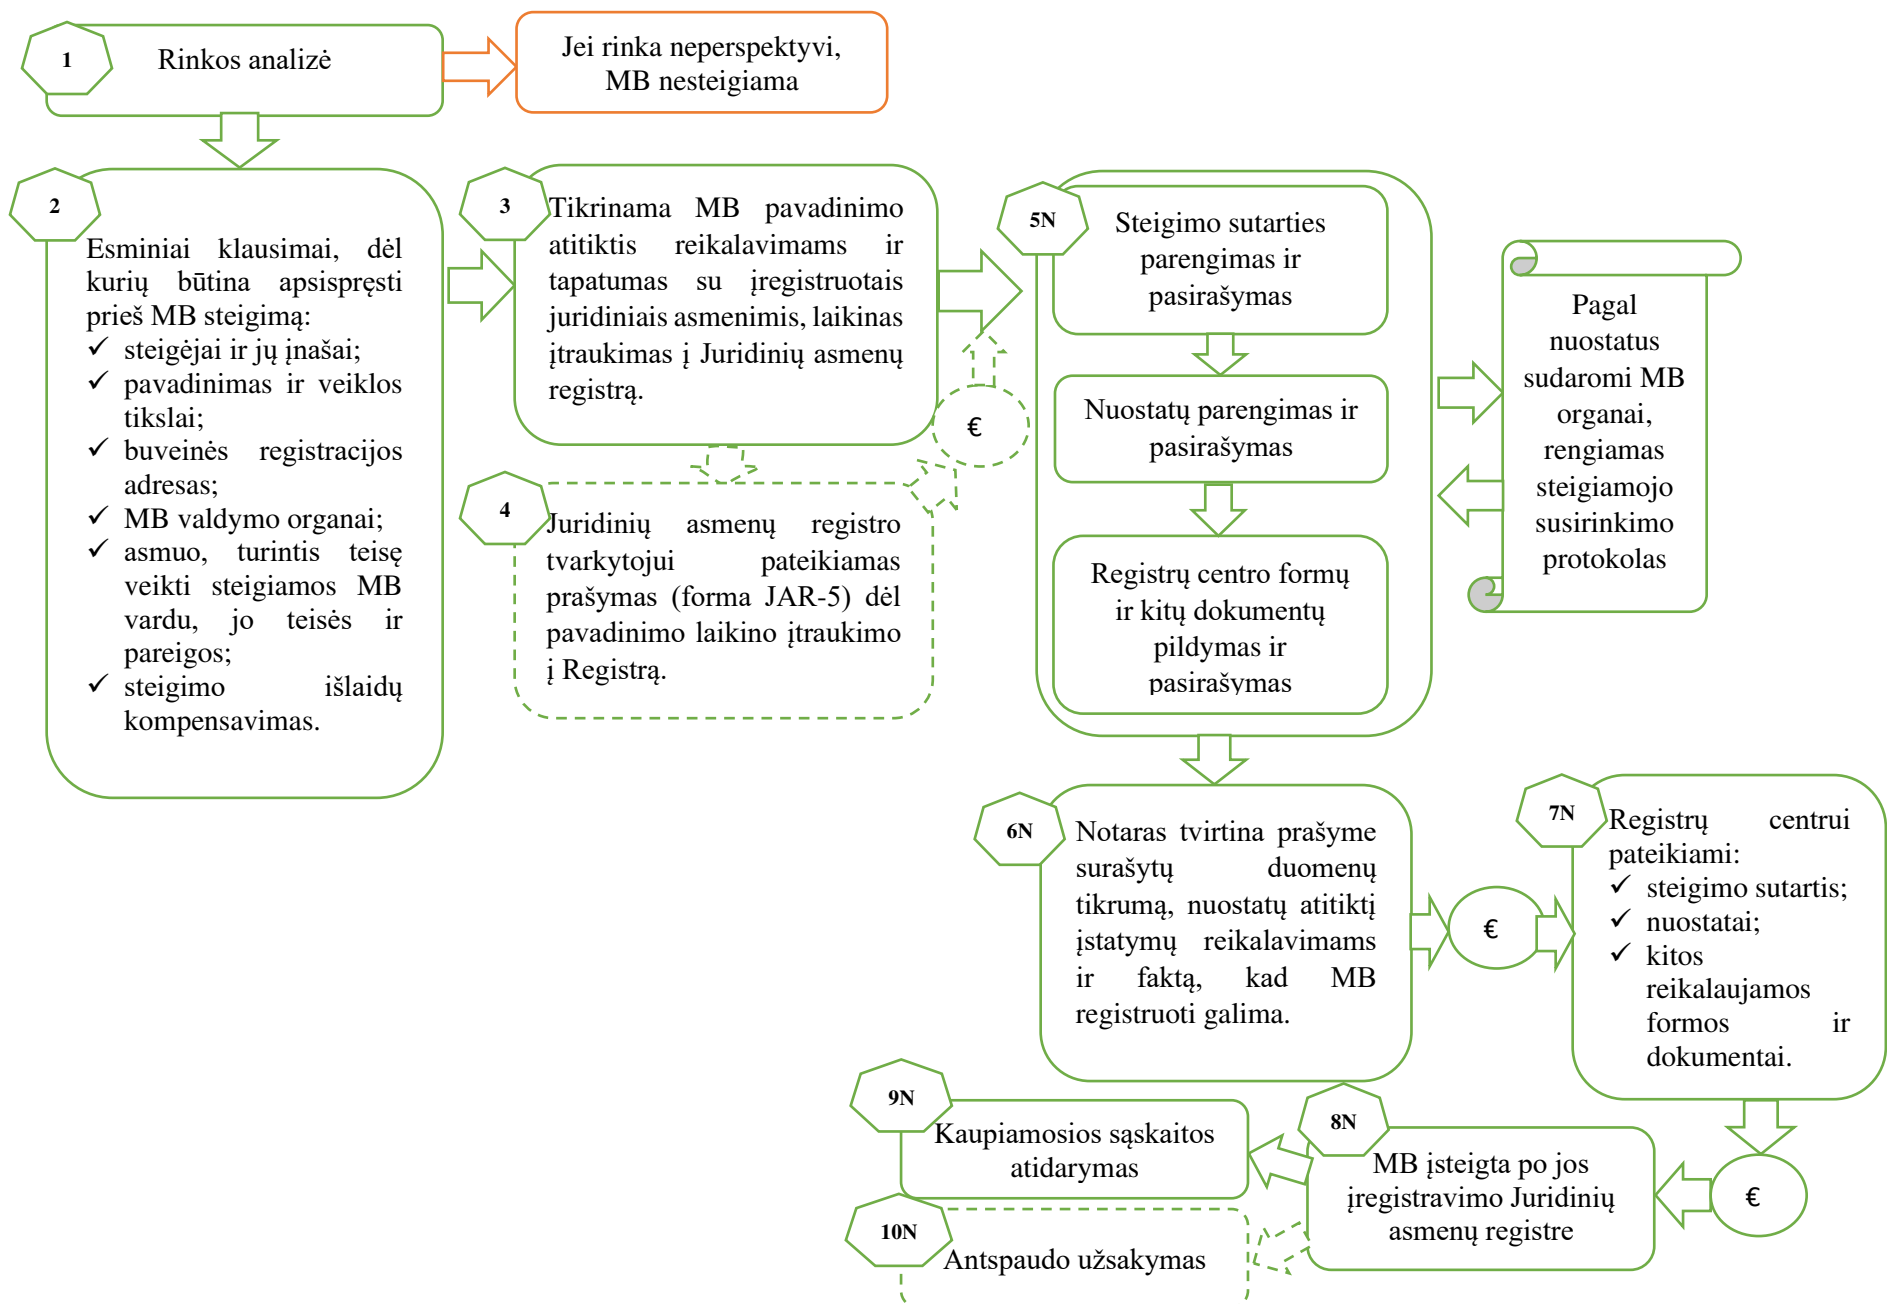 1
Rinkos analizė
Jei rinka neperspektyvi,
MB nesteigiama
2
Esminiai klausimai, dėl
kurių būtina apsispręsti
prieš MB steigimą:
✓ steigėjai ir jų įnašai;
✓ pavadinimas ir veiklos
tikslai;
✓ buveinės registracijos
adresas;
✓ MB valdymo organai;
✓ asmuo, turintis teisę
veikti steigiamos MB
vardu, jo teisės ir
pareigos;
✓ steigimo išlaidų
kompensavimas.
3
Tikrinama MB pavadinimo
atitiktis reikalavimams ir
tapatumas su įregistruotais
juridiniais asmenimis, laikinas
įtraukimas į Juridinių asmenų
registrą.
€
4
Juridinių asmenų registro
tvarkytojui pateikiamas
prašymas (forma JAR-5) dėl
pavadinimo laikino įtraukimo
į Registrą.
5N
Steigimo sutarties
parengimas ir
pasirašymas
Nuostatų parengimas ir
pasirašymas
Registrų centro formų
ir kitų dokumentų
pildymas ir
pasirašymas
Pagal
nuostatus
sudaromi MB
organai,
rengiamas
steigiamojo
susirinkimo
protokolas
6N
Notaras tvirtina prašyme
surašytų duomenų
tikrumą, nuostatų atitiktį
įstatymų reikalavimams
ir faktą, kad MB
registruoti galima.
€
7N
Registrų centrui
pateikiami:
✓ steigimo sutartis;
✓ nuostatai;
✓ kitos
reikalaujamos
formos ir
dokumentai.
€
8N
MB įsteigta po jos
įregistravimo Juridinių
asmenų registre
9N
Kaupiamosios sąskaitos
atidarymas
10N
Antspaudo užsakymas